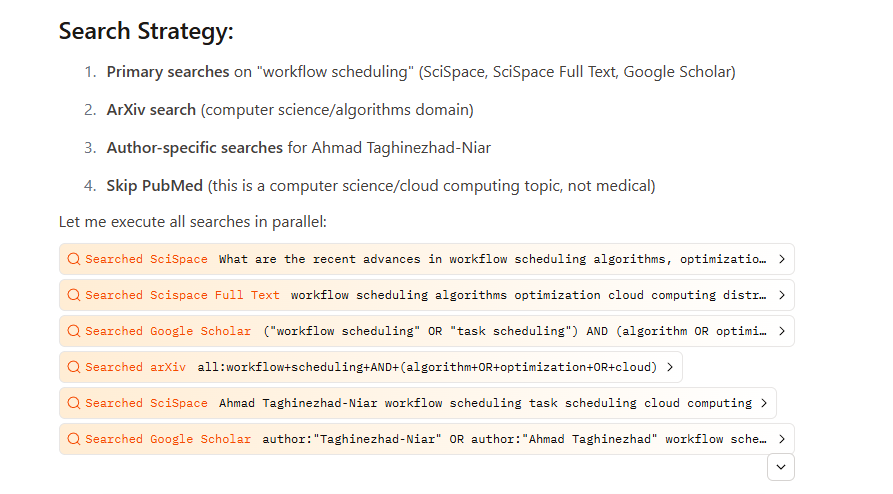 Search Strategy:
1. Primary searches on "workflow scheduling" (SciSpace, SciSpace Full Text, Google Scholar)
2. ArXiv search (computer science/algorithms domain)
3. Author-specific searches for Ahmad Taghinezhad-Niar
4. Skip PubMed (this is a computer science/cloud computing topic, not medical)
Let me execute all searches in parallel:
Searched SciSpace What are the recent advances in workflow scheduling algorithms, optimizatio…
Searched Scispace Full Text workflow scheduling algorithms optimization cloud computing distr…
Searched Google Scholar ("workflow scheduling" OR "task scheduling") AND (algorithm OR optimi…
Searched arXiv all:workflow+scheduling+AND+(algorithm+OR+optimization+OR+cloud)
Searched SciSpace Ahmad Taghinezhad-Niar workflow scheduling task scheduling cloud computing
Searched Google Scholar author:"Taghinezhad-Niar" OR author:"Ahmad Taghinezhad" workflow sche…